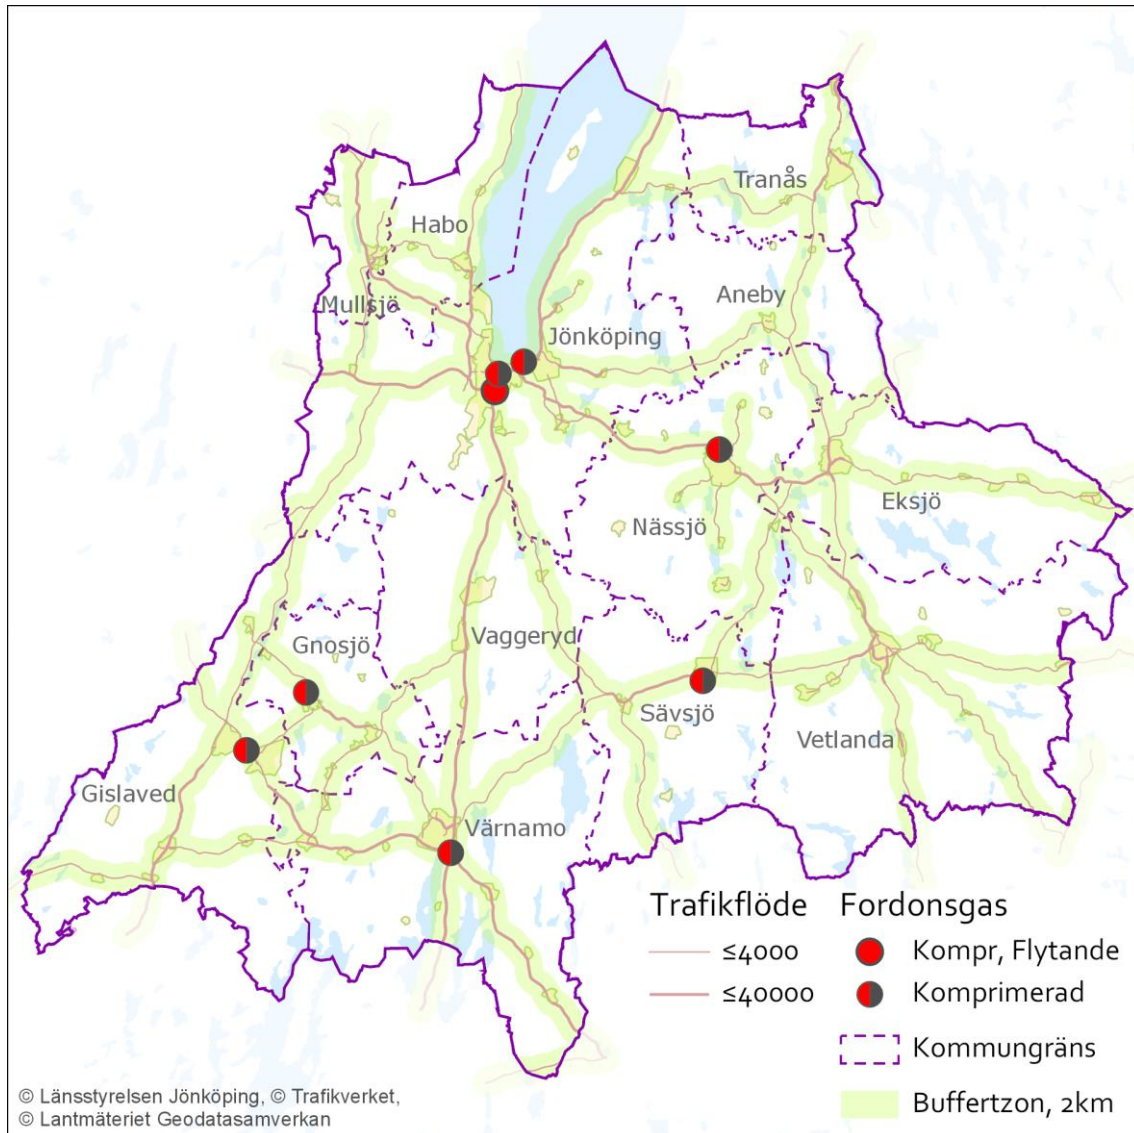 Tranås
Habo
Mullsjö
Aneby
Jönköping
Eksjö
Nässjö
Vaggeryd
Gnosjö
Sävsjö
Vetlanda
Gislaved
Värnamo
Trafikflöde
≤4000
≤40000
Fordonsgas
Kompr, Flytande
Komprimerad
Kommungräns
Buffertzon, 2km
© Länsstyrelsen Jönköping, © Trafikverket,
© Lantmäteriet Geodatasamverkan